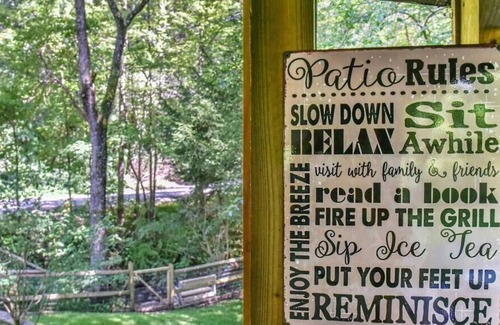 Patio Rules
SLOW DOWN Sit
RELAX Awhile
visit with family & friends
read a book
FIRE UP THE GRILL
Sip Ice Tea
PUT YOUR FEET UP
REMINISCE
ENJOY THE BREEZE